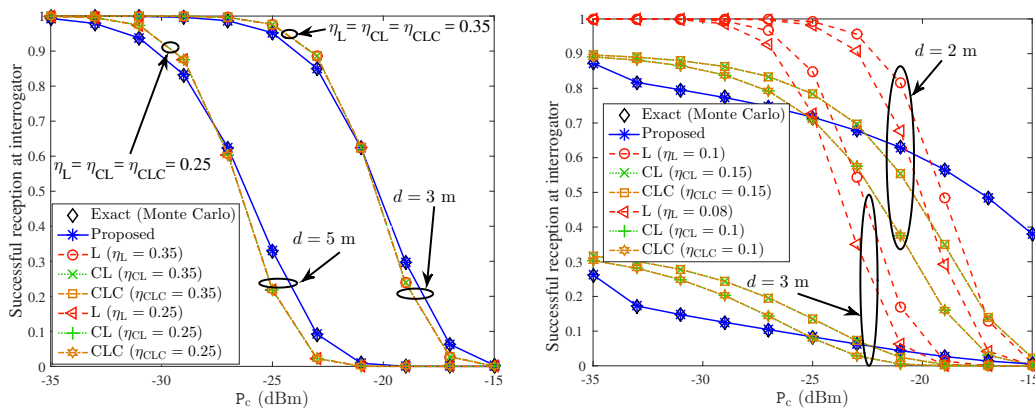 Successful reception at interrogator
1
0.9
0.8
0.7
0.6
0.5
0.4
0.3
0.2
0.1
0
η_L = η_CL = η_CLC = 0.35
η_L = η_CL = η_CLC = 0.25
d = 3 m
d = 5 m
Exact (Monte Carlo)
Proposed
L (η_L = 0.35)
CL (η_CL = 0.35)
CLC (η_CLC = 0.35)
L (η_L = 0.25)
CL (η_CL = 0.25)
CLC (η_CLC = 0.25)
-35 -30 -25 -20 -15
P_c (dBm)
Successful reception at interrogator
1
0.9
0.8
0.7
0.6
0.5
0.4
0.3
0.2
0.1
0
d = 2 m
Exact (Monte Carlo)
Proposed
L (η_L = 0.1)
CL (η_CL = 0.15)
CLC (η_CLC = 0.15)
L (η_L = 0.08)
CL (η_CL = 0.1)
CLC (η_CLC = 0.1)
d = 3 m
-35 -30 -25 -20 -15
P_c (dBm)